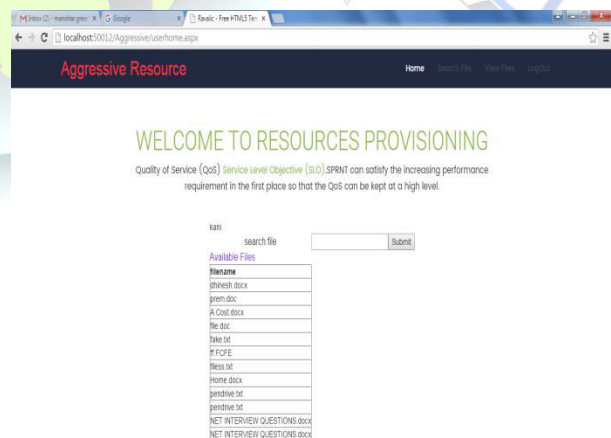 Inbox (2) - manohar.green
Google
Ravalic - Free HTML5 Ten
localhost:50012/Aggressive/userhome.aspx
Aggressive Resource
Home Search File View Files LogOut
WELCOME TO RESOURCES PROVISIONING
Quality of Service (QoS) Service Level Objective (SLO).SPRNT can satisfy the increasing performance
requirement in the first place so that the QoS can be kept at a high level.
kani
search file
Submit
Available Files
filename
dhinesh.docx
prem.doc
A Cost.docx
file.doc
fake.txt
ff.FCFE
filess.txt
Home.docx
pendrive.txt
pendrive.txt
NET INTERVIEW QUESTIONS.docx
NET INTERVIEW QUESTIONS.docx